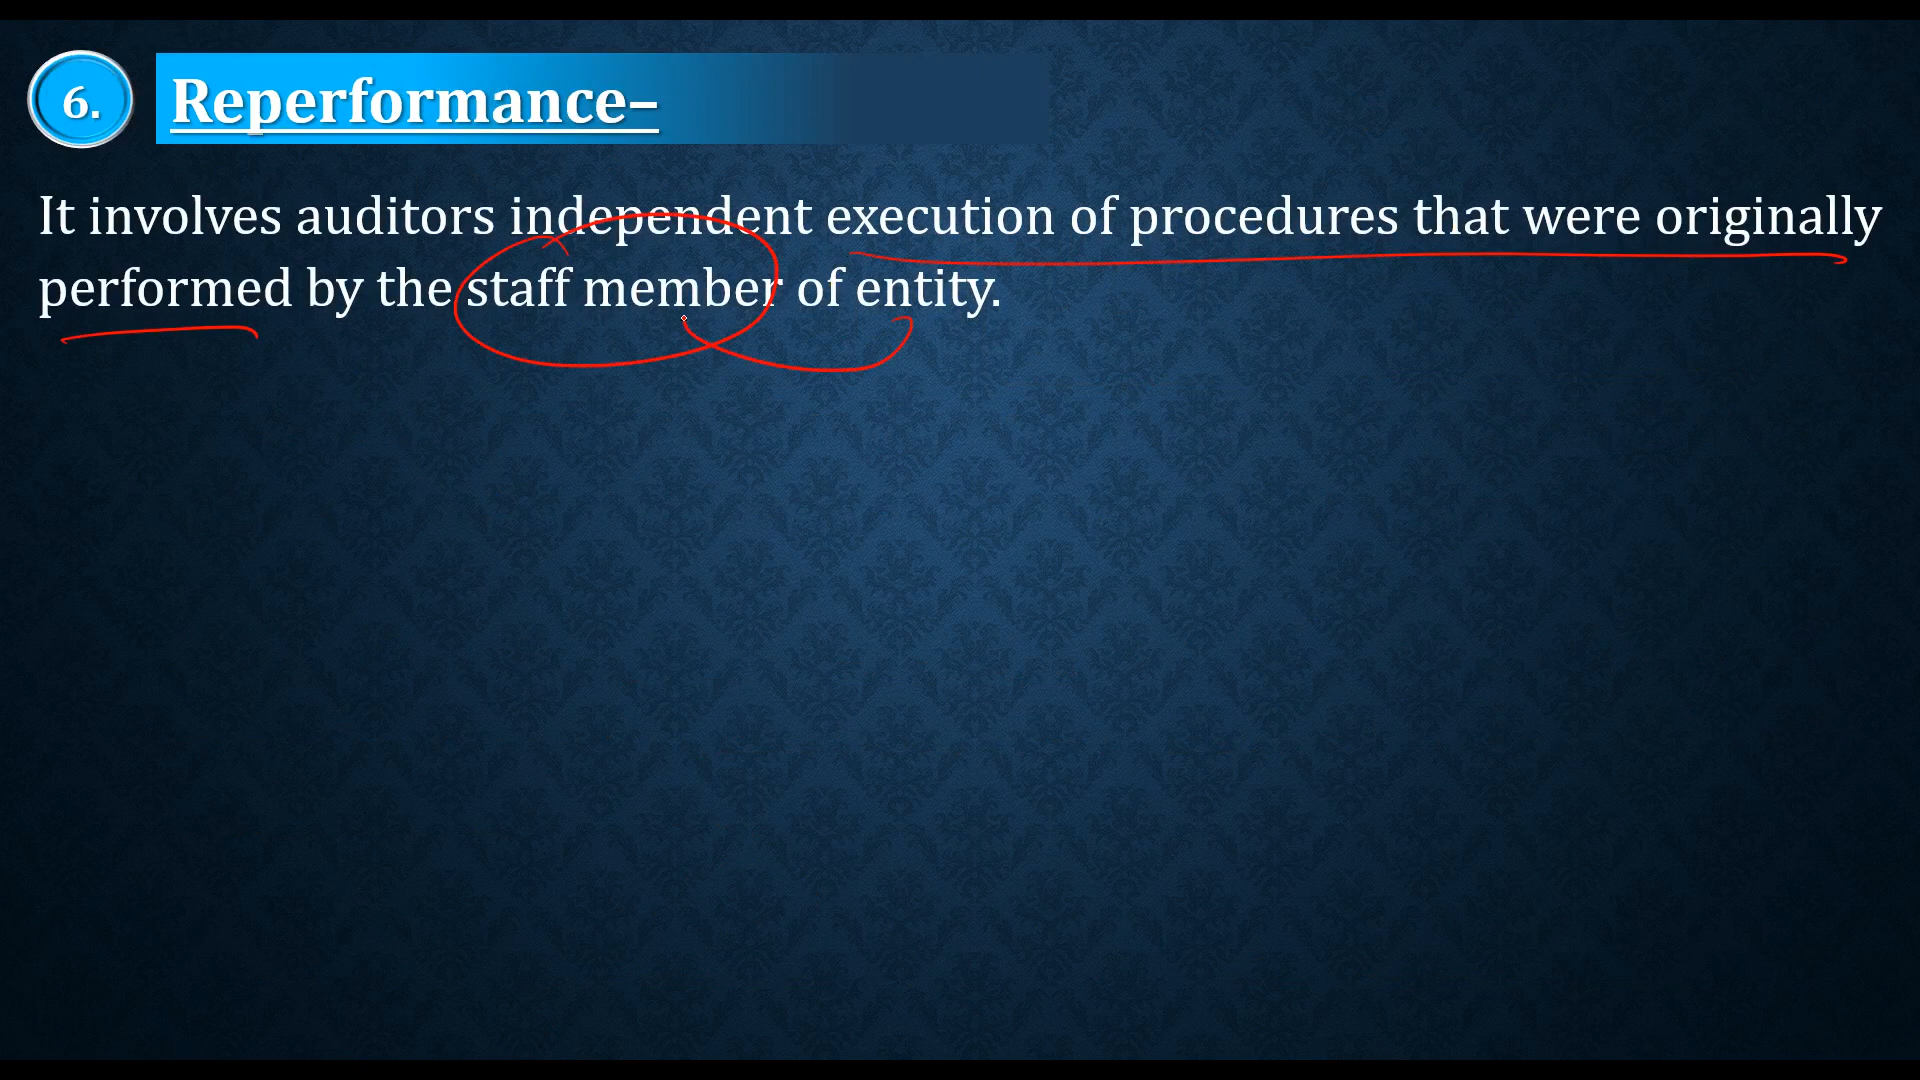 6. Reperformance–
It involves auditors independent execution of procedures that were originally
performed by the staff member of entity.